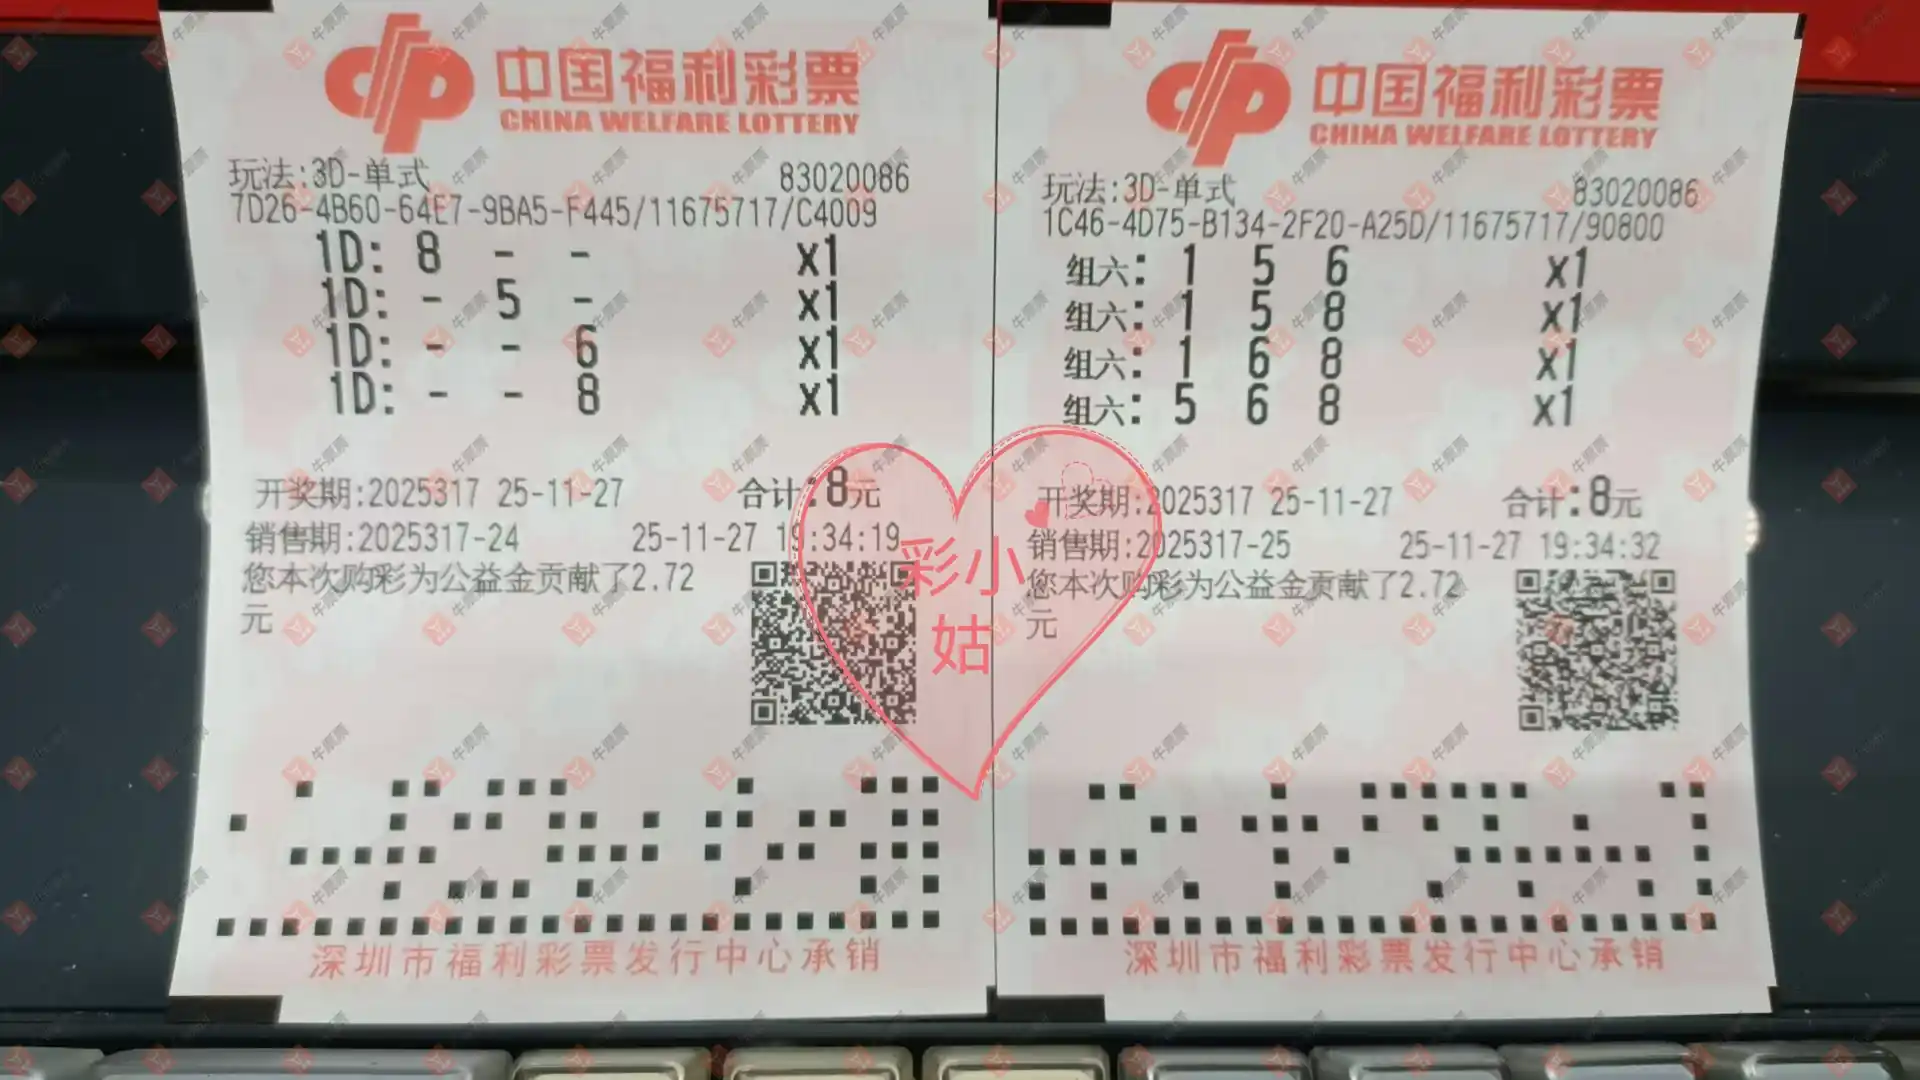 中国福利彩票
CHINA WELFARE LOTTERY
玩法:3D-单式 83020086
7D26-4B60-64E7-9BA5-F445/11675717/C4009
1D: 8 - - x1
1D: - 5 - x1
1D: - - 6 x1
1D: - - 8 x1
开奖期:2025317 25-11-27 合计:8元
销售期:2025317-24 25-11-27 19:34:19
您本次购彩为公益金贡献了2.72
元
深圳市福利彩票发行中心承销
中国福利彩票
CHINA WELFARE LOTTERY
玩法:3D-单式 83020086
1C46-4D75-B134-2F20-A25D/11675717/90800
组六: 1 5 6 x1
组六: 1 5 8 x1
组六: 1 6 8 x1
组六: 5 6 8 x1
开奖期:2025317 25-11-27 合计:8元
销售期:2025317-25 25-11-27 19:34:32
您本次购彩为公益金贡献了2.72
元
深圳市福利彩票发行中心承销
彩小
姑